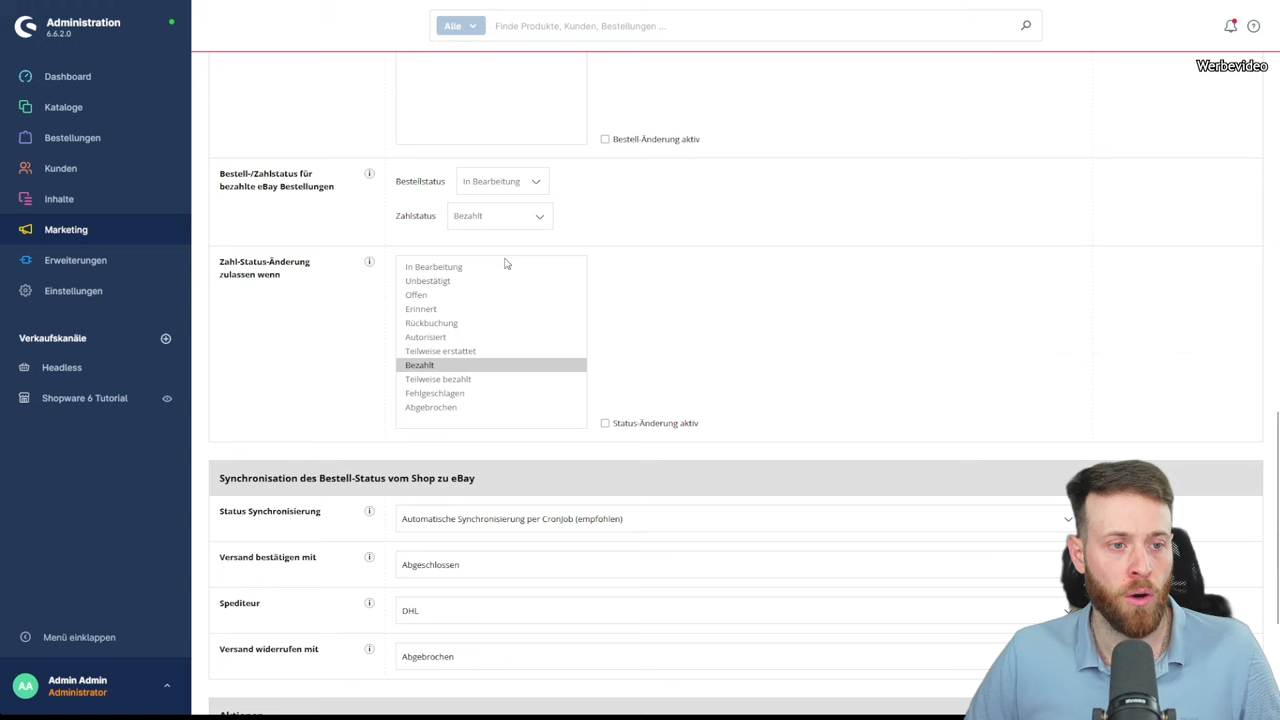 Administration
6.6.2.0
Alle
Finde Produkte, Kunden, Bestellungen ...
Werbevideo
Dashboard
Kataloge
Bestellungen
Kunden
Inhalte
Marketing
Erweiterungen
Einstellungen
Verkaufskanäle
Headless
Shopware 6 Tutorial
Menü einklappen
AA
Admin Admin
Administrator
Bestell-Änderung aktiv
Bestell-/Zahlstatus für
bezahlte eBay Bestellungen
Bestellstatus
In Bearbeitung
Zahlstatus
Bezahlt
Zahl-Status-Änderung
zulassen wenn
In Bearbeitung
Unbestätigt
Offen
Erinnert
Rückbuchung
Autorisiert
Teilweise erstattet
Bezahlt
Teilweise bezahlt
Fehlgeschlagen
Abgebrochen
Status-Änderung aktiv
Synchronisation des Bestell-Status vom Shop zu eBay
Status Synchronisierung
Automatische Synchronisierung per CronJob (empfohlen)
Versand bestätigen mit
Abgeschlossen
Spediteur
DHL
Versand widerrufen mit
Abgebrochen